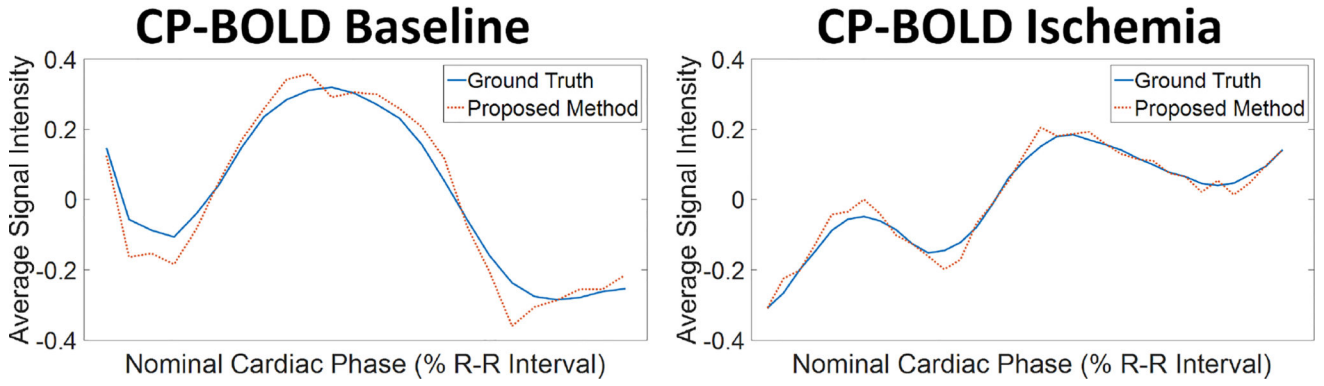 CP-BOLD Baseline
Average Signal Intensity
0.4
0.2
0
-0.2
-0.4
Ground Truth
Proposed Method
Nominal Cardiac Phase (% R-R Interval)
CP-BOLD Ischemia
Average Signal Intensity
0.4
0.2
0
-0.2
-0.4
Ground Truth
Proposed Method
Nominal Cardiac Phase (% R-R Interval)